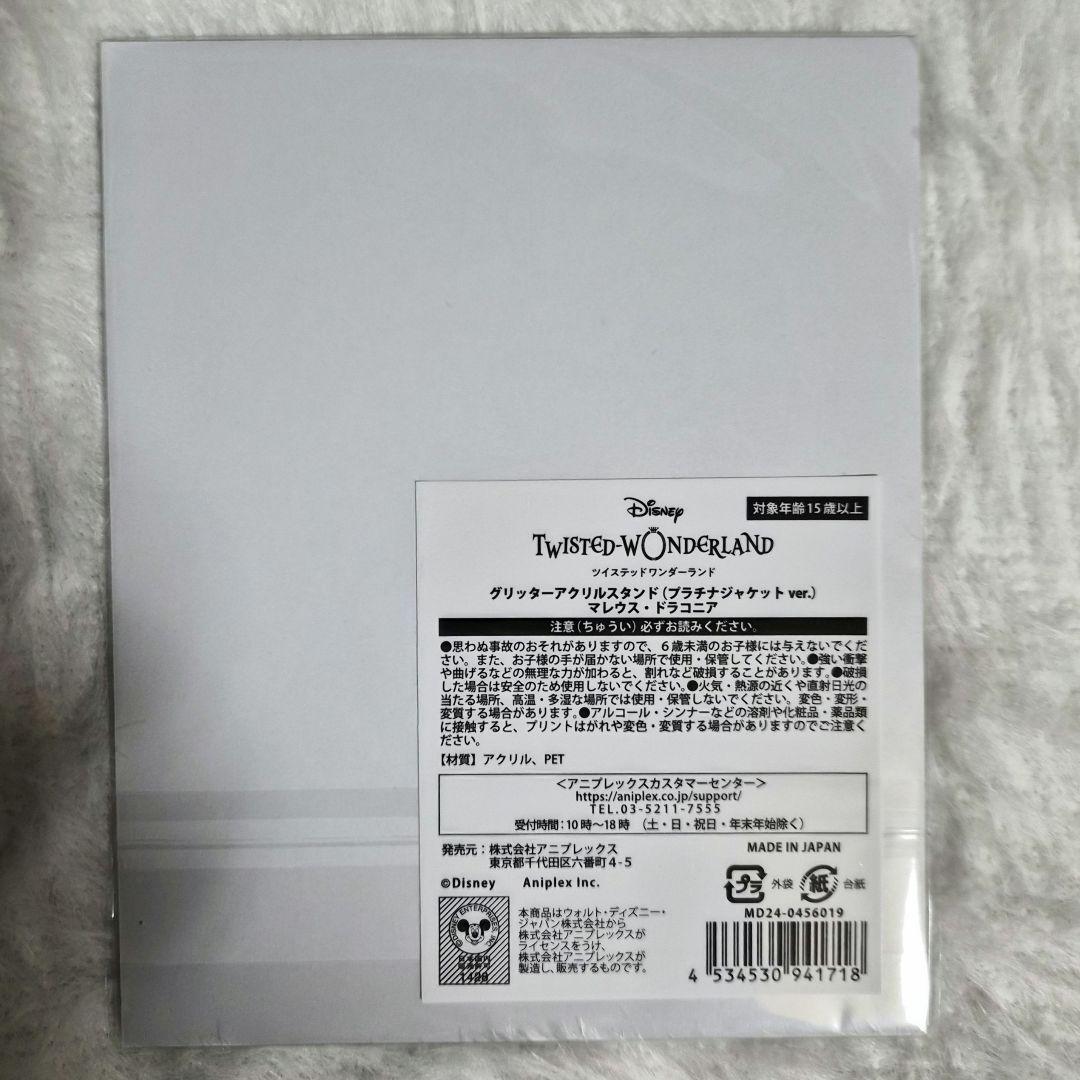 Disney
対象年齢15歳以上
TWISTED-WONDERLAND
ツイステッドワンダーランド
グリッターアクリルスタンド(プラチナジャケット ver.)
マレウス・ドラコニア
注意(ちゅうい)必ずお読みください。
●思わぬ事故のおそれがありますので、6歳未満のお子様には与えないでくだ
さい。また、お子様の手が届かない場所で使用・保管してください。●強い衝撃
や曲げるなどの無理な力が加わると、割れなど破損することがあります。●破損
した場合は安全のため使用しないでください。●火気・熱源の近くや直射日光の
当たる場所、高温・多湿な場所では使用・保管しないでください。変色・変形・
変質する場合があります。●アルコール・シンナーなどの溶剤や化粧品・薬品類
に接触すると、プリントはがれや変色・変質する場合がありますのでご注意く
ださい。
【材質】アクリル、PET
<アニプレックスカスタマーセンター>
https://aniplex.co.jp/support/
TEL.03-5211-7555
受付時間:10時〜18時 (土・日・祝日・年末年始除く)
発売元:株式会社アニプレックス
東京都千代田区六番町4-5
MADE IN JAPAN
©Disney Aniplex Inc.
プラ 外袋 紙 台紙
MD24-0456019
©DISNEY ENTERPRISES, INC.
日本国内
販売許可
1428
本商品はウォルト・ディズニー・
ジャパン株式会社から
株式会社アニプレックスが
ライセンスをうけ、
株式会社アニプレックスが
製造し、販売するものです。
4 534530 941718